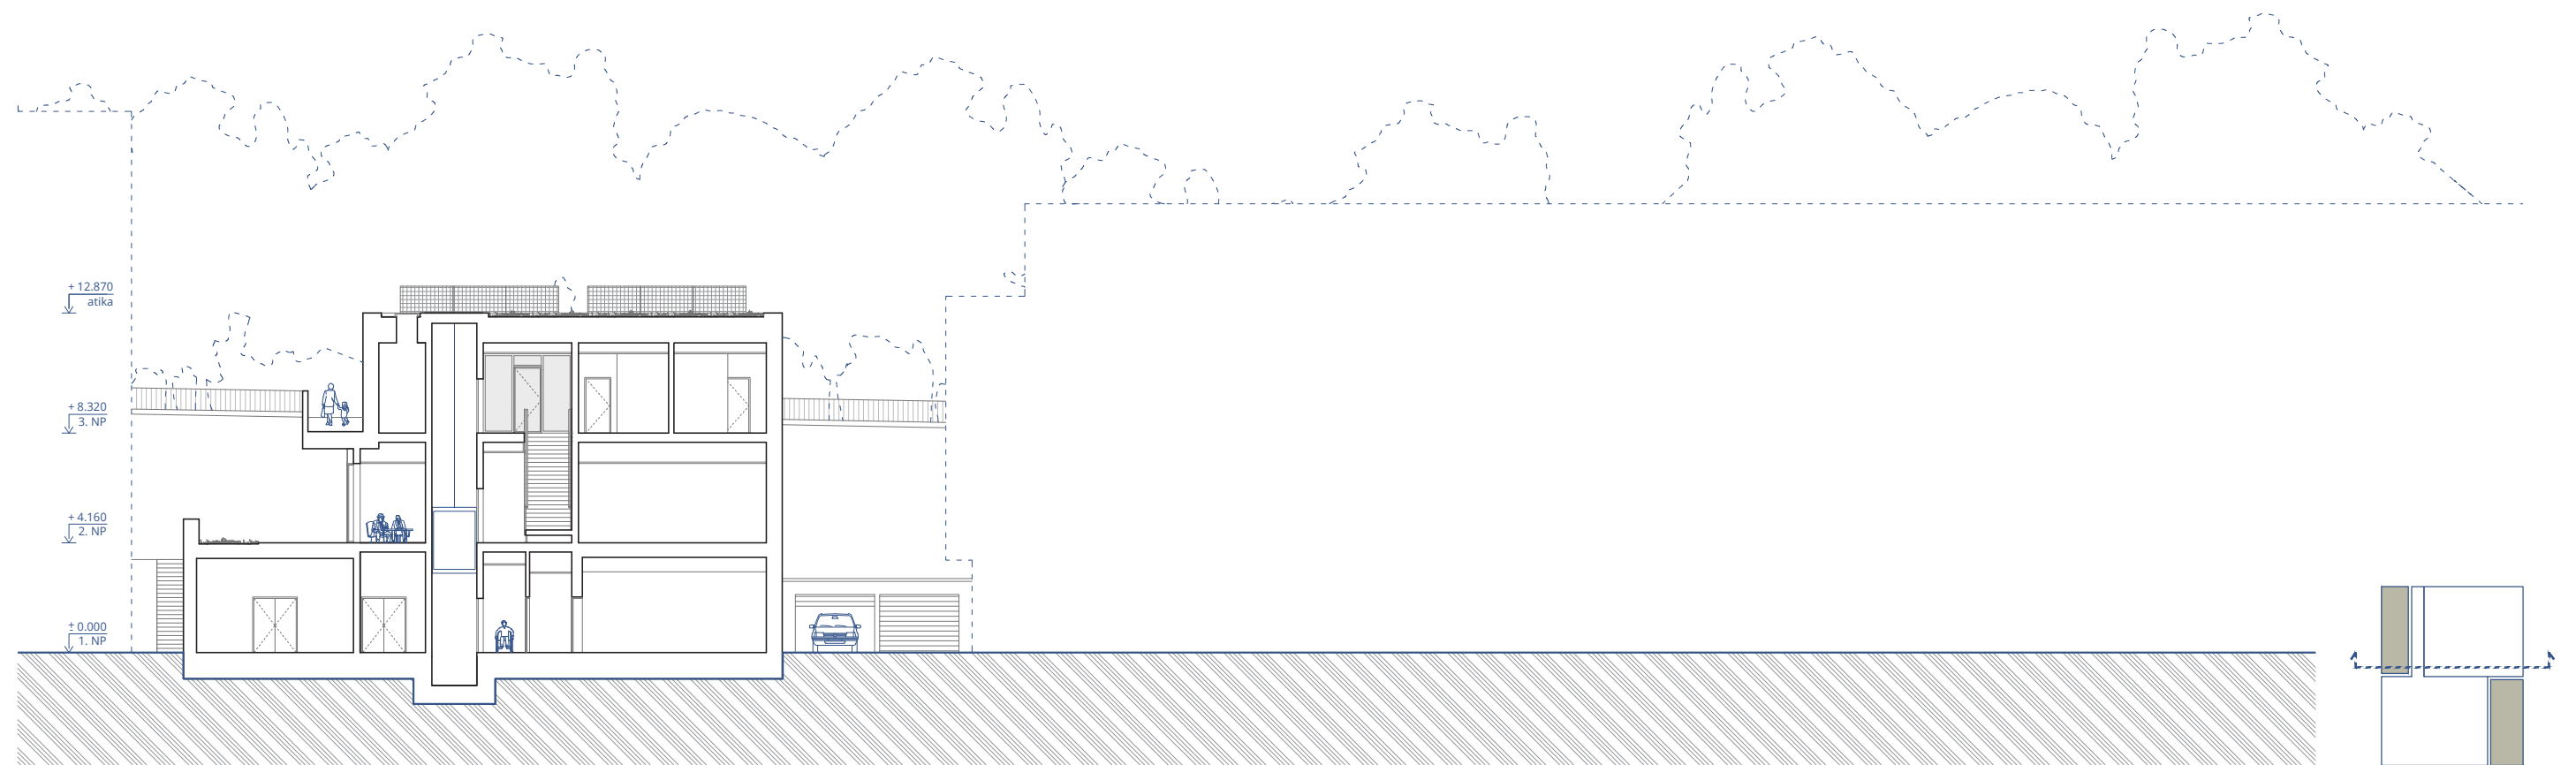 + 12.870
atika
+ 8.320
3. NP
+ 4.160
2. NP
± 0.000
1. NP